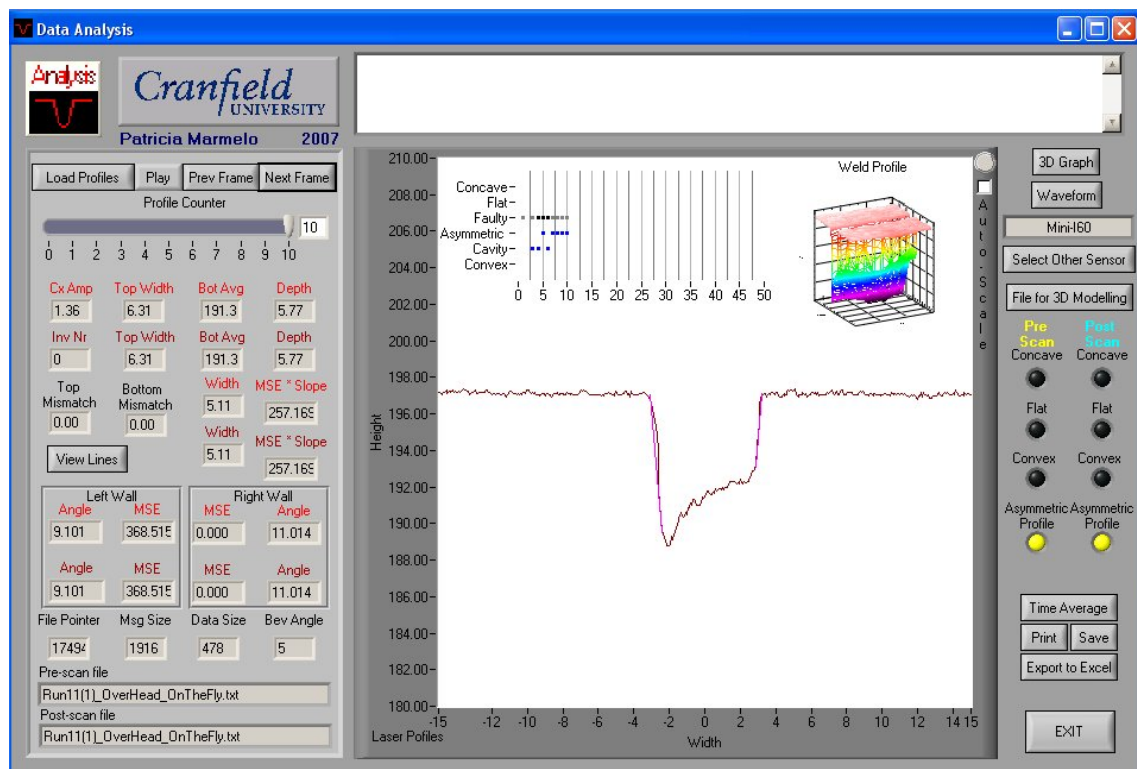 Data Analysis
Analysis
Cranfield
UNIVERSITY
Patricia Marmelo 2007
Load Profiles Play Prev Frame Next Frame
Profile Counter
10
0 1 2 3 4 5 6 7 8 9 10
Cx Amp Top Width Bot Avg Depth
1.36 6.31 191.3 5.77
Inv Nr Top Width Bot Avg Depth
0 6.31 191.3 5.77
Top Mismatch Bottom Mismatch Width MSE * Slope
0.00 0.00 5.11 257.169
Width MSE * Slope
View Lines 5.11 257.169
Left Wall Right Wall
Angle MSE MSE Angle
9.101 368.515 0.000 11.014
Angle MSE MSE Angle
9.101 368.515 0.000 11.014
File Pointer Msg Size Data Size Bev Angle
17494 1916 478 5
Pre-scan file
Run11(1)_OverHead_OnTheFly.txt
Post-scan file
Run11(1)_OverHead_OnTheFly.txt
210.00
208.00
206.00
204.00
202.00
200.00
198.00
196.00
194.00
192.00
190.00
188.00
186.00
184.00
182.00
180.00
Height
Concave
Flat
Faulty
Asymmetric
Cavity
Convex
0 5 10 15 20 25 30 35 40 45 50
Weld Profile
-15 -12 -10 -8 -6 -4 -2 0 2 4 6 8 10 12 14 15
Laser Pofiles
Width
Auto-Scale
3D Graph
Waveform
Mini-I60
Select Other Sensor
File for 3D Modelling
Pre Scan Post Scan
Concave Concave
Flat Flat
Convex Convex
Asymmetric Profile Asymmetric Profile
Time Average
Print Save
Export to Excel
EXIT